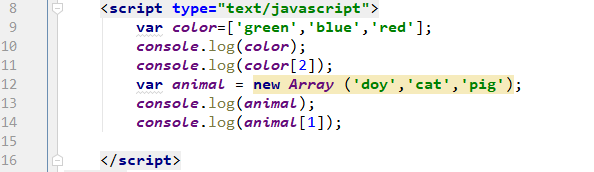 8 <script type="text/javascript">
9 var color=['green','blue','red'];
10 console.log(color);
11 console.log(color[2]);
12 var animal = new Array ('doy','cat','pig');
13 console.log(animal);
14 console.log(animal[1]);
15
16 </script>